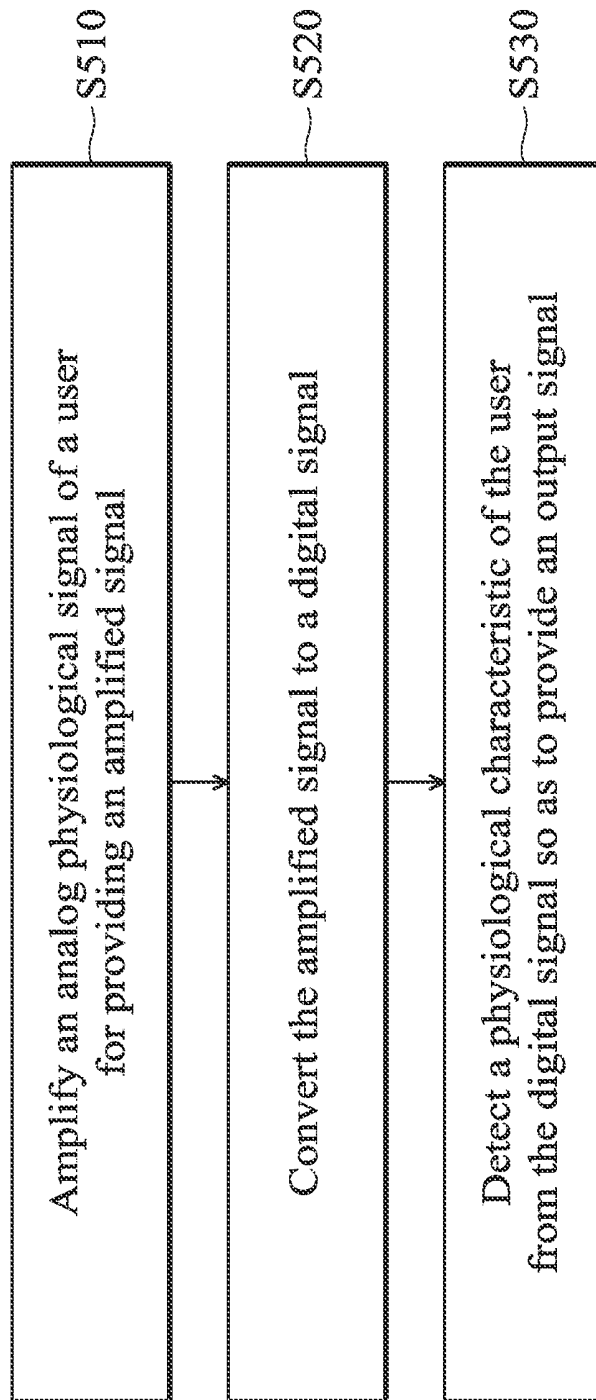 Amplify an analog physiological signal of a user
for providing an amplified signal
S510
Convert the amplified signal to a digital signal
S520
Detect a physiological characteristic of the user
from the digital signal so as to provide an output signal
S530